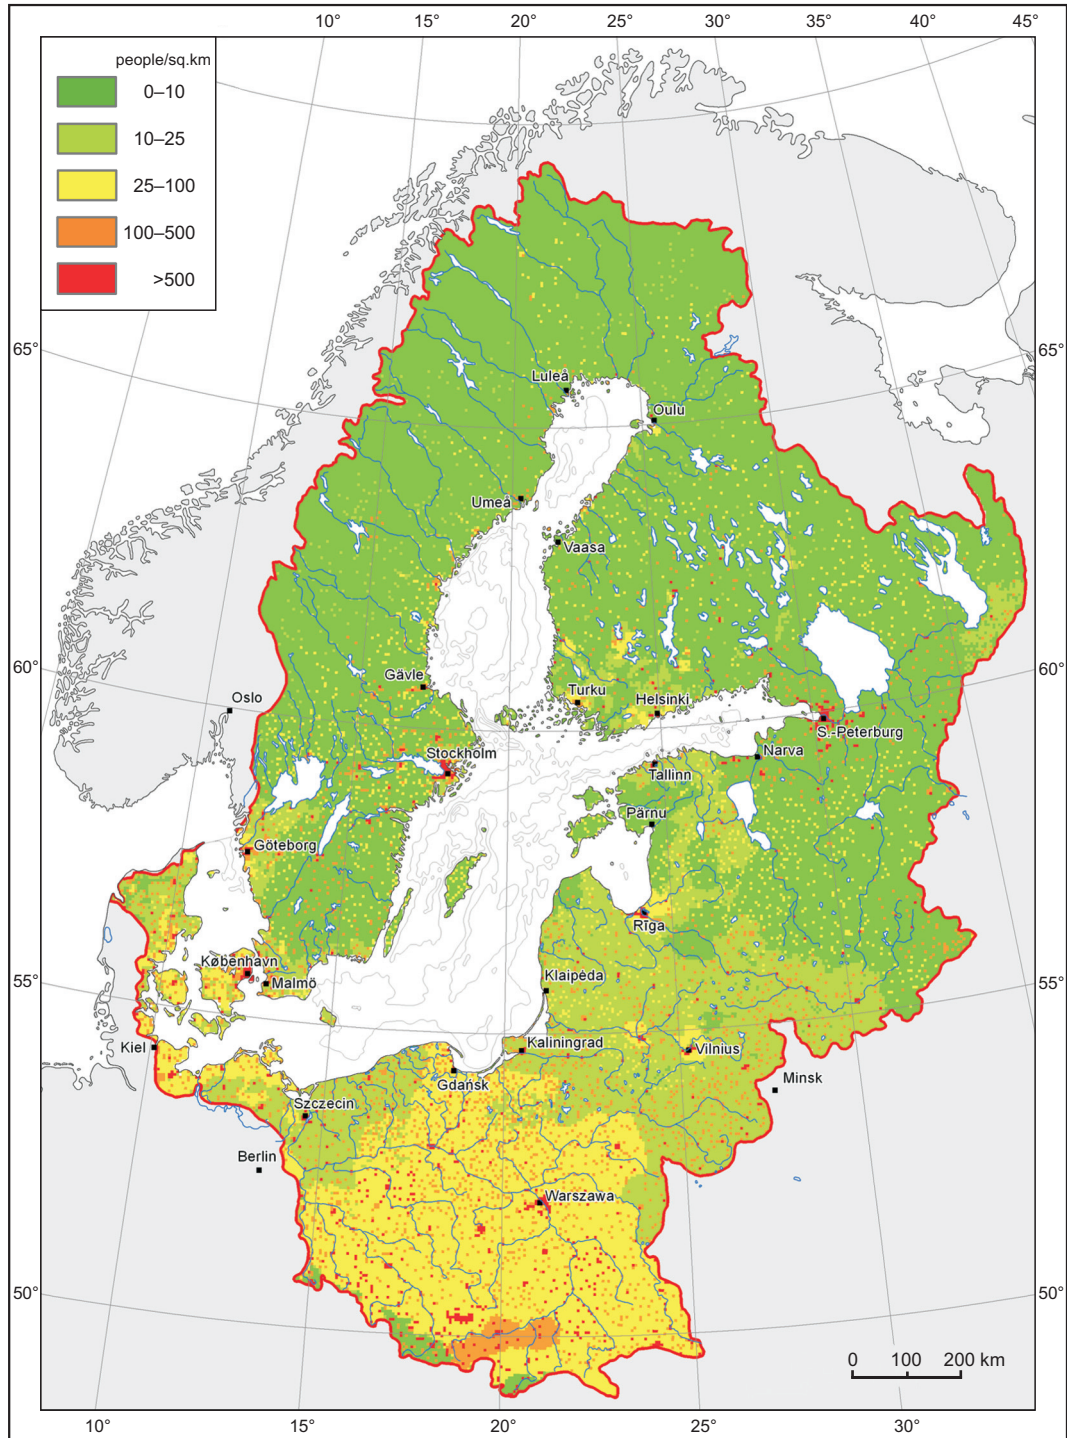 10° 15° 20° 25° 30° 35° 40° 45°
people/sq.km
0–10
10–25
25–100
100–500
>500
65° 65°
Luleå
Oulu
Umeå
Vaasa
60° 60°
Gävle
Turku
Helsinki
Oslo
S.-Peterburg
Stockholm
Narva
Tallinn
Pärnu
Göteborg
Rīga
København
Malmö
Klaipėda
55° 55°
Kiel
Kaliningrad
Vilnius
Gdańsk
Minsk
Szczecin
Berlin
Warszawa
50° 50°
0 100 200 km
10° 15° 20° 25° 30°